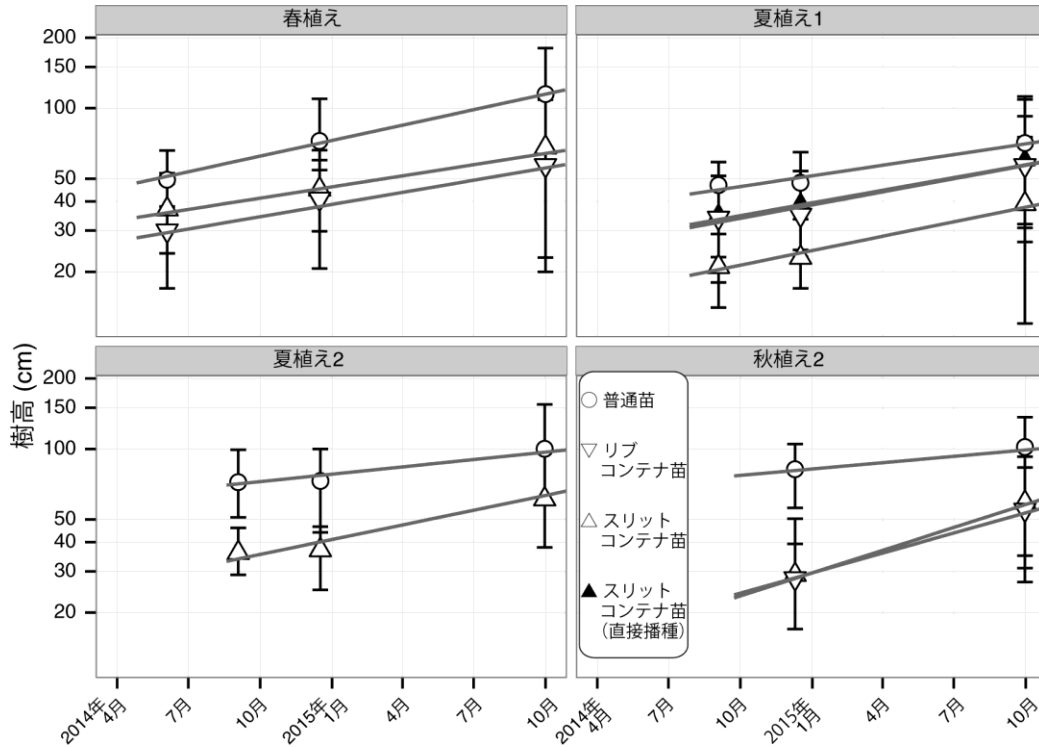 春植え
夏植え1
200
150
100
50
40
30
20
夏植え2
秋植え2
200
150
100
50
40
30
20
樹高 (cm)
普通苗
リブ
コンテナ苗
スリット
コンテナ苗
スリット
コンテナ苗
(直接播種)
2014年
4月
7月
10月
2015年
1月
4月
7月
10月
2014年
4月
7月
10月
2015年
1月
4月
7月
10月